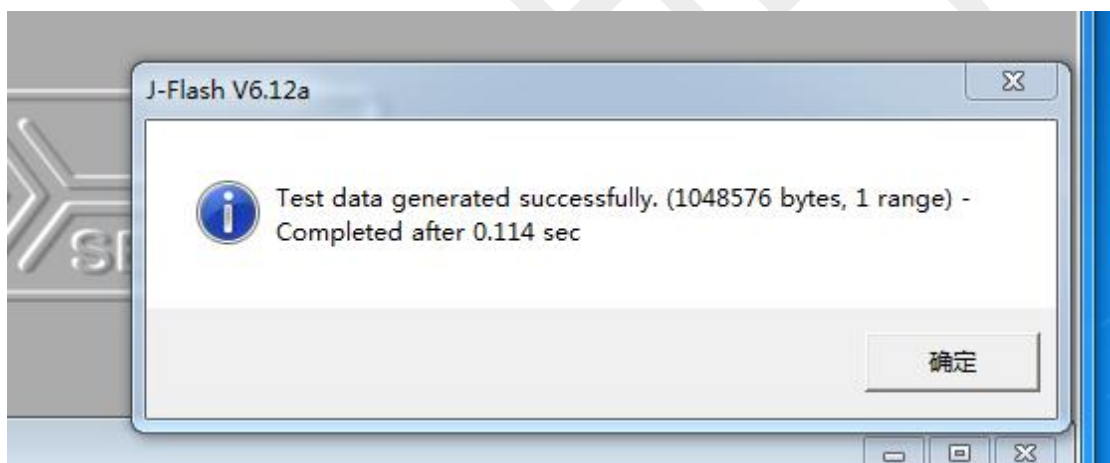 J-Flash V6.12a
Test data generated successfully. (1048576 bytes, 1 range) -
Completed after 0.114 sec
确定